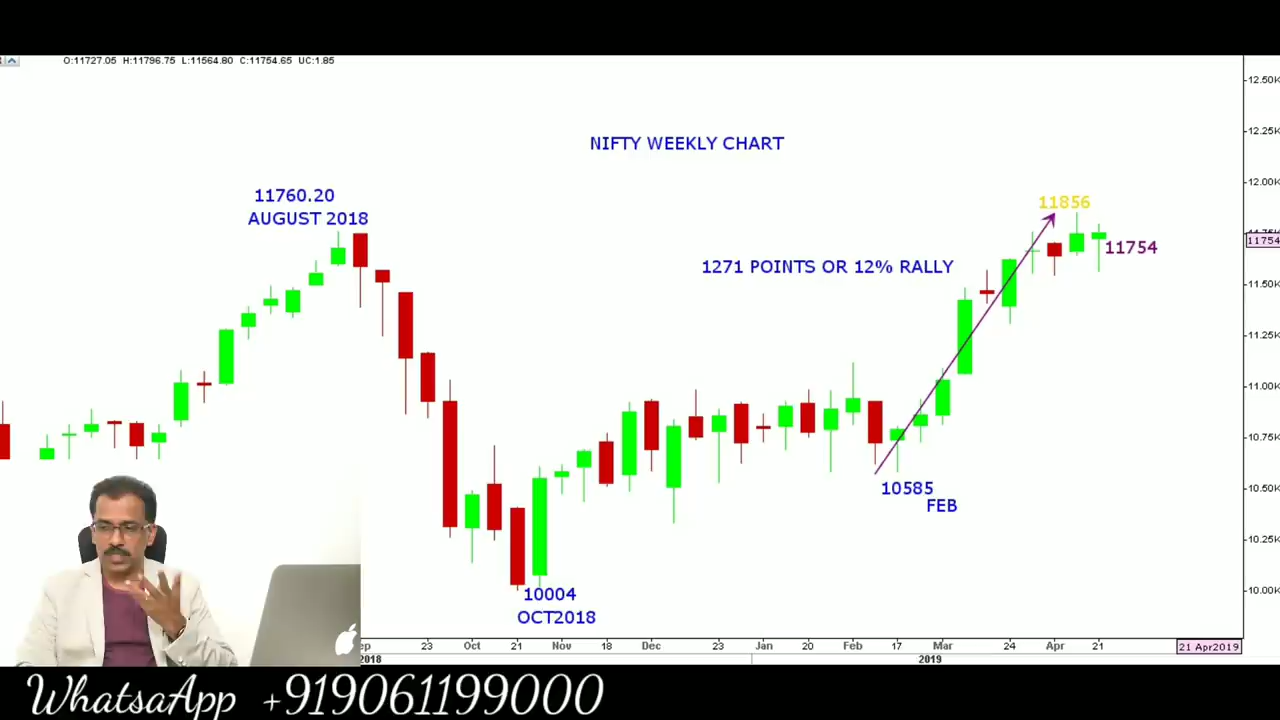 O:11727.05 H:11796.75 L:11564.80 C:11754.65 UC:1.85
12.50K
12.25K
NIFTY WEEKLY CHART
12.00K
11760.20
AUGUST 2018
11856
11754
11754
1271 POINTS OR 12% RALLY
11.50K
11.25K
11.00K
10.75K
10.50K
10585
FEB
10.25K
10.00K
10004
OCT2018
23 Oct 21 Nov 18 Dec 23 Jan 20 Feb 17 Mar 24 Apr 21 21 Apr2019
2018 2019
WhatsaApp +919061199000